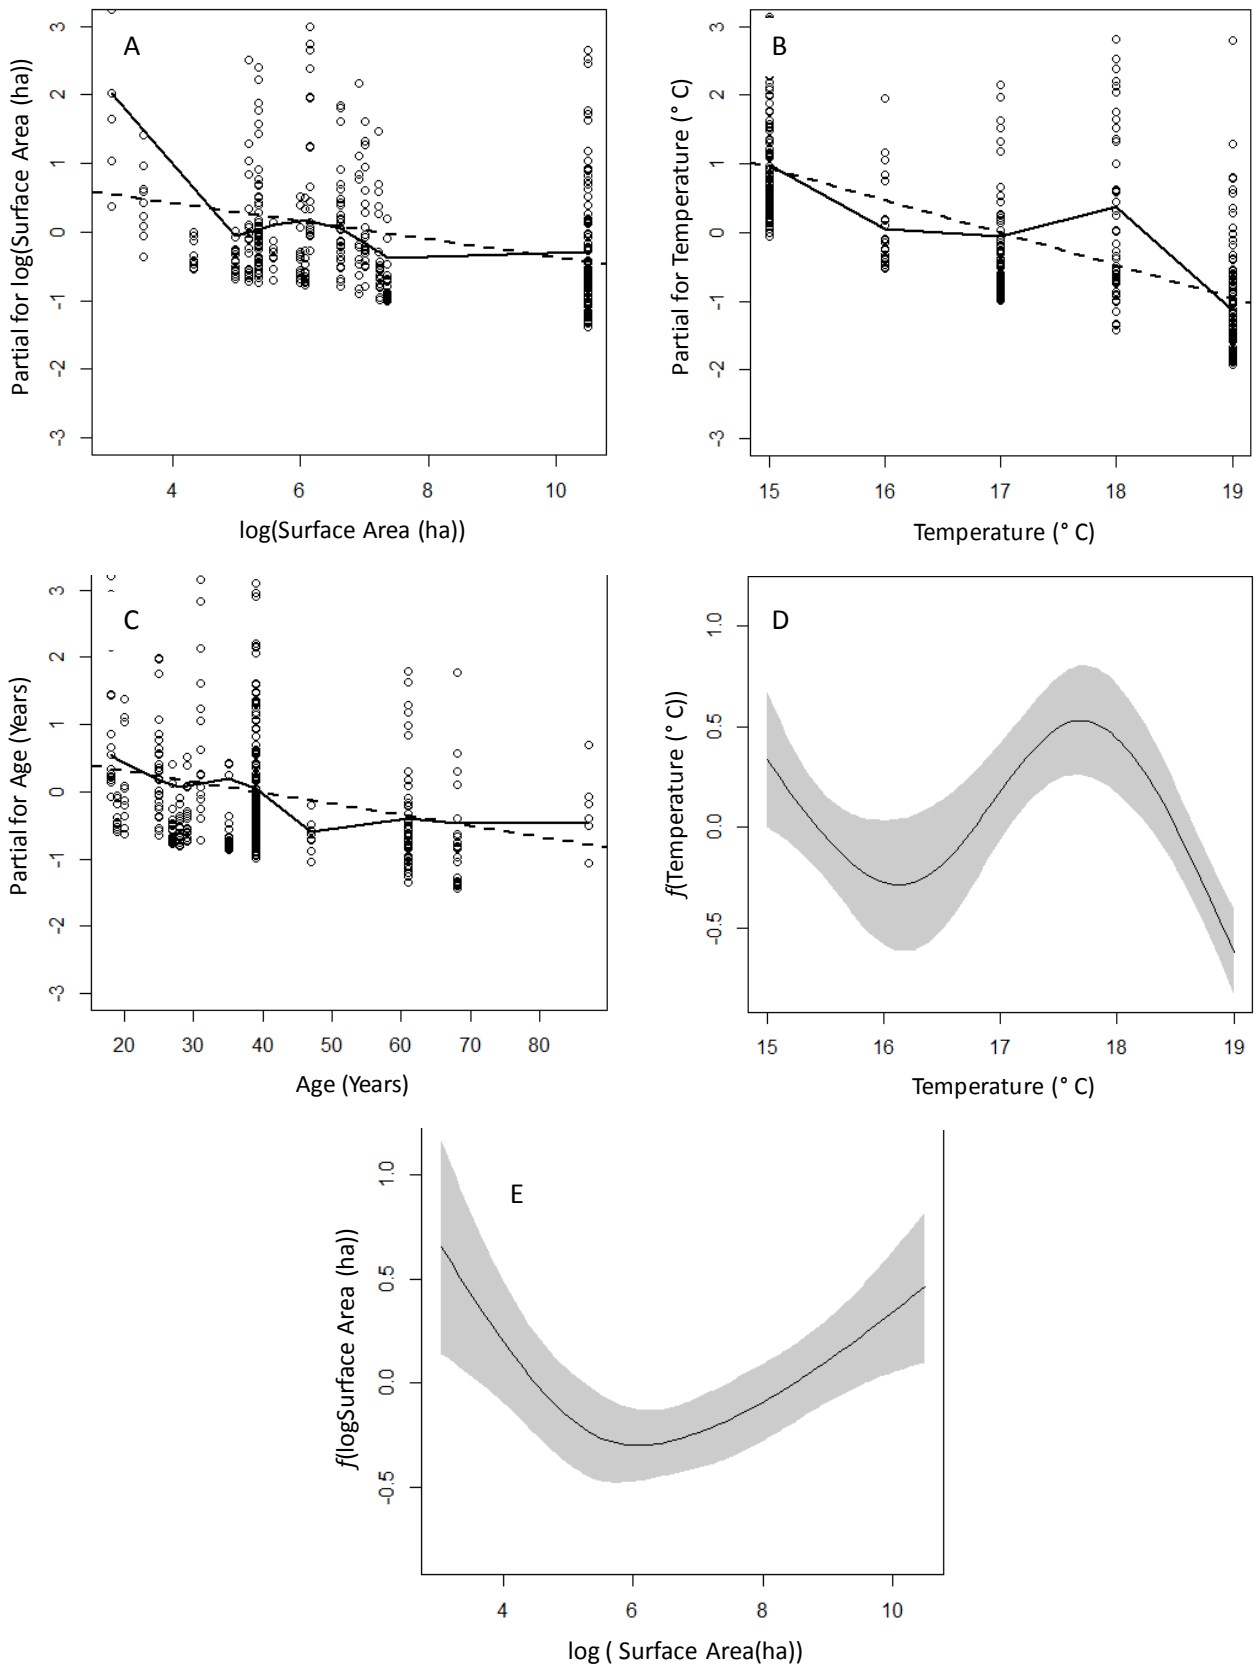 A
Partial for log(Surface Area (ha))
3
2
1
0
-1
-2
-3
4 6 8 10
log(Surface Area (ha))
B
Partial for Temperature (° C)
3
2
1
0
-1
-2
-3
15 16 17 18 19
Temperature (° C)
C
Partial for Age (Years)
3
2
1
0
-1
-2
-3
20 30 40 50 60 70 80
Age (Years)
D
f(Temperature (° C))
1.0
0.5
0.0
-0.5
15 16 17 18 19
Temperature (° C)
E
f(logSurface Area (ha))
1.0
0.5
0.0
-0.5
4 6 8 10
log ( Surface Area(ha))